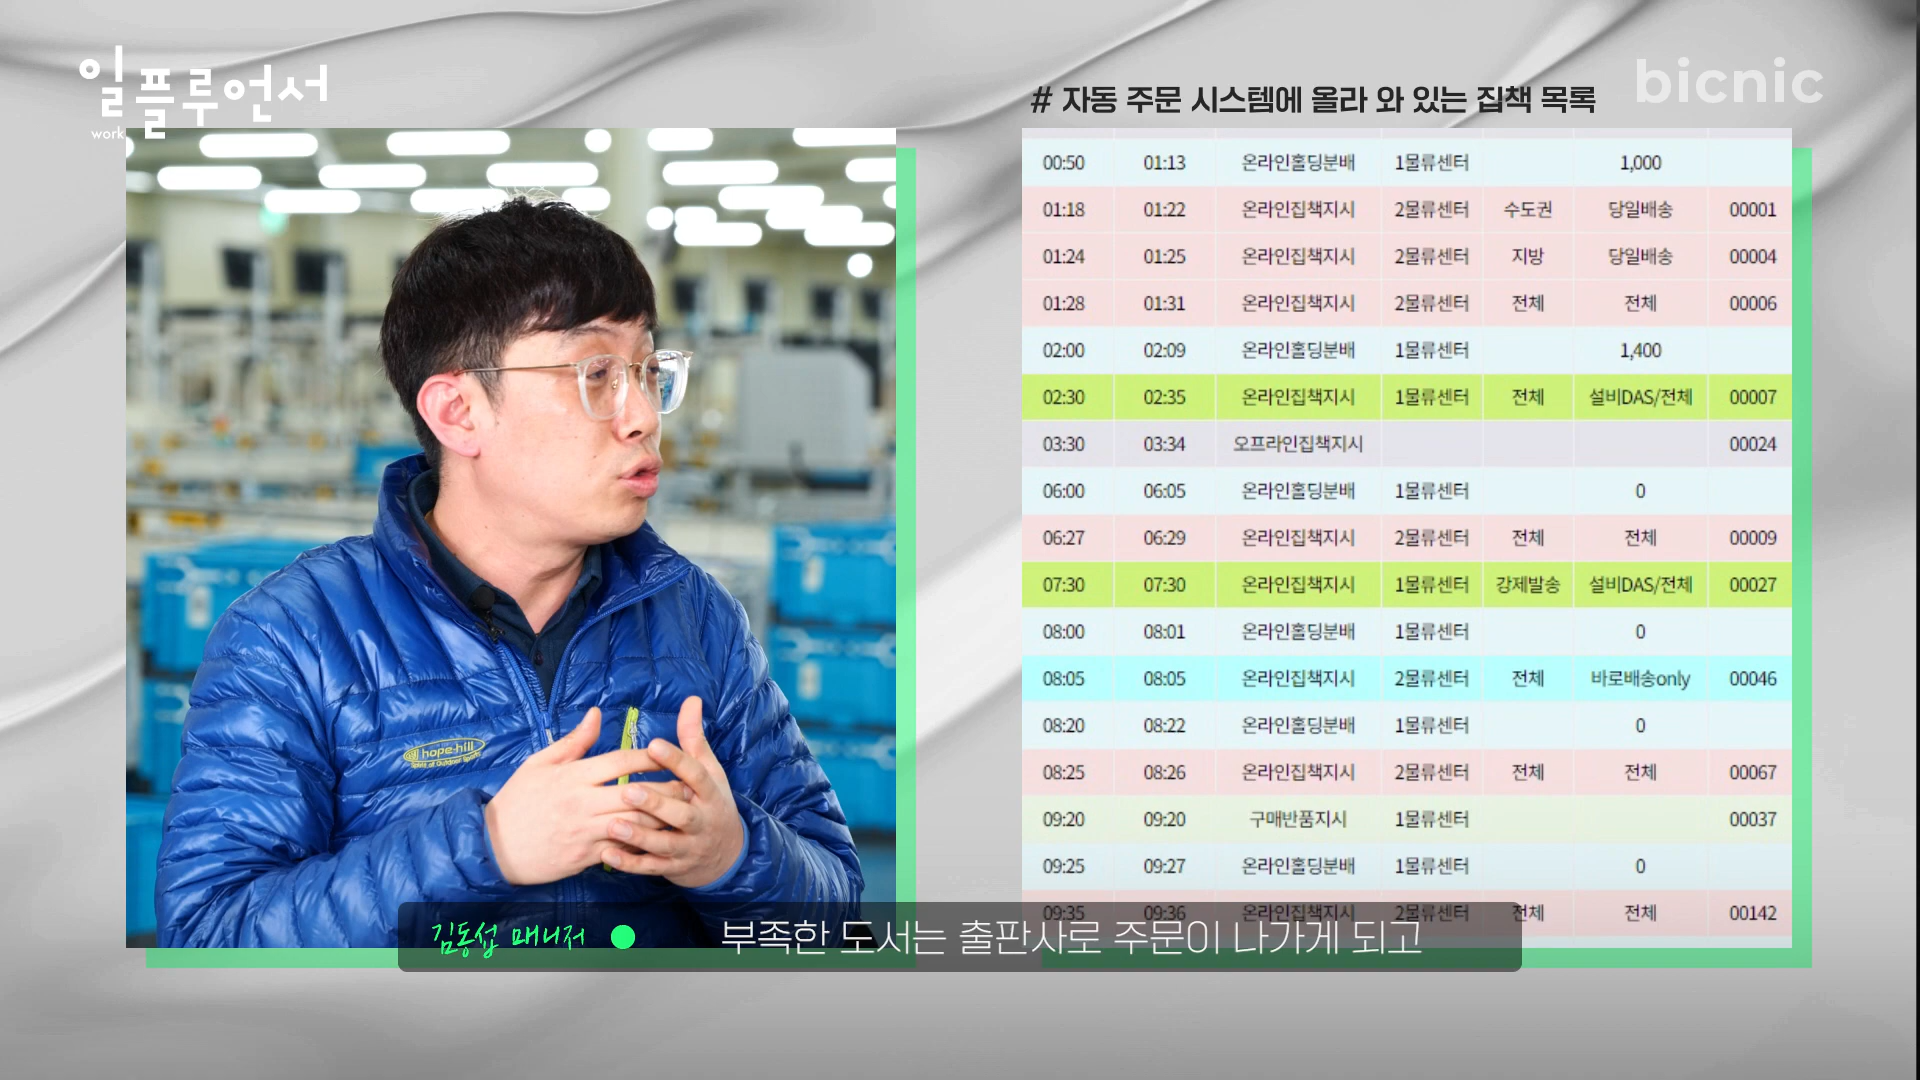 일플루언서
work
bicnic
# 자동 주문 시스템에 올라 와 있는 집책 목록
00:50 01:13 온라인홀딩분배 1물류센터 1,000
01:18 01:22 온라인집책지시 2물류센터 수도권 당일배송 00001
01:24 01:25 온라인집책지시 2물류센터 지방 당일배송 00004
01:28 01:31 온라인집책지시 2물류센터 전체 전체 00006
02:00 02:09 온라인홀딩분배 1물류센터 1,400
02:30 02:35 온라인집책지시 1물류센터 전체 설비DAS/전체 00007
03:30 03:34 오프라인집책지시 00024
06:00 06:05 온라인홀딩분배 1물류센터 0
06:27 06:29 온라인집책지시 2물류센터 전체 전체 00009
07:30 07:30 온라인집책지시 1물류센터 강제발송 설비DAS/전체 00027
08:00 08:01 온라인홀딩분배 1물류센터 0
08:05 08:05 온라인집책지시 2물류센터 전체 바로배송only 00046
08:20 08:22 온라인홀딩분배 1물류센터 0
08:25 08:26 온라인집책지시 2물류센터 전체 전체 00067
09:20 09:20 구매반품지시 1물류센터 00037
09:25 09:27 온라인홀딩분배 1물류센터 0
09:35 09:36 온라인집책지시 2물류센터 전체 전체 00142
hope-hill
김동섭 매니저 부족한 도서는 출판사로 주문이 나가게 되고